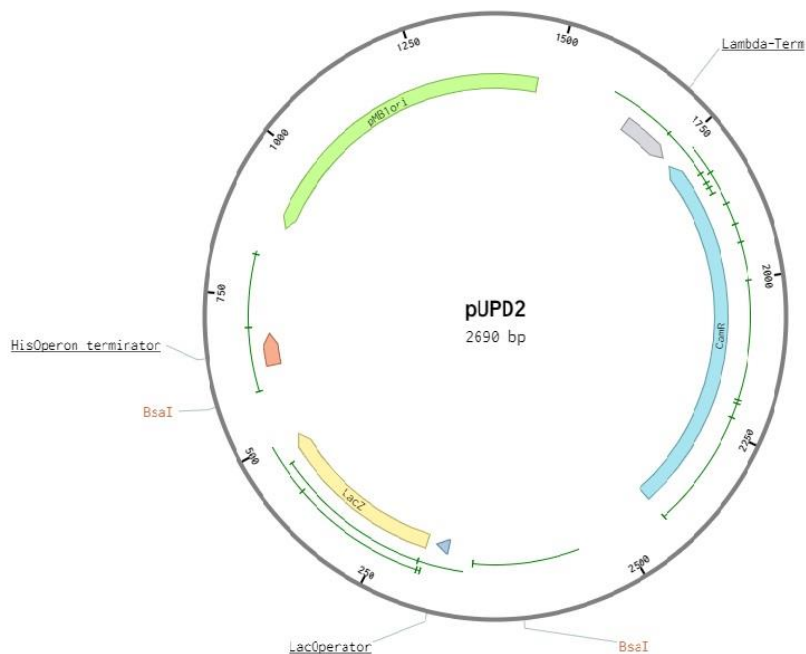 1500
1250
Lambda-Term
pMB1ori
1750
1000
2000
750
pUPD2
2690 bp
CamR
HisOperon termirator
BsaI
2250
500
LacZ
250
2500
LacOperator
BsaI